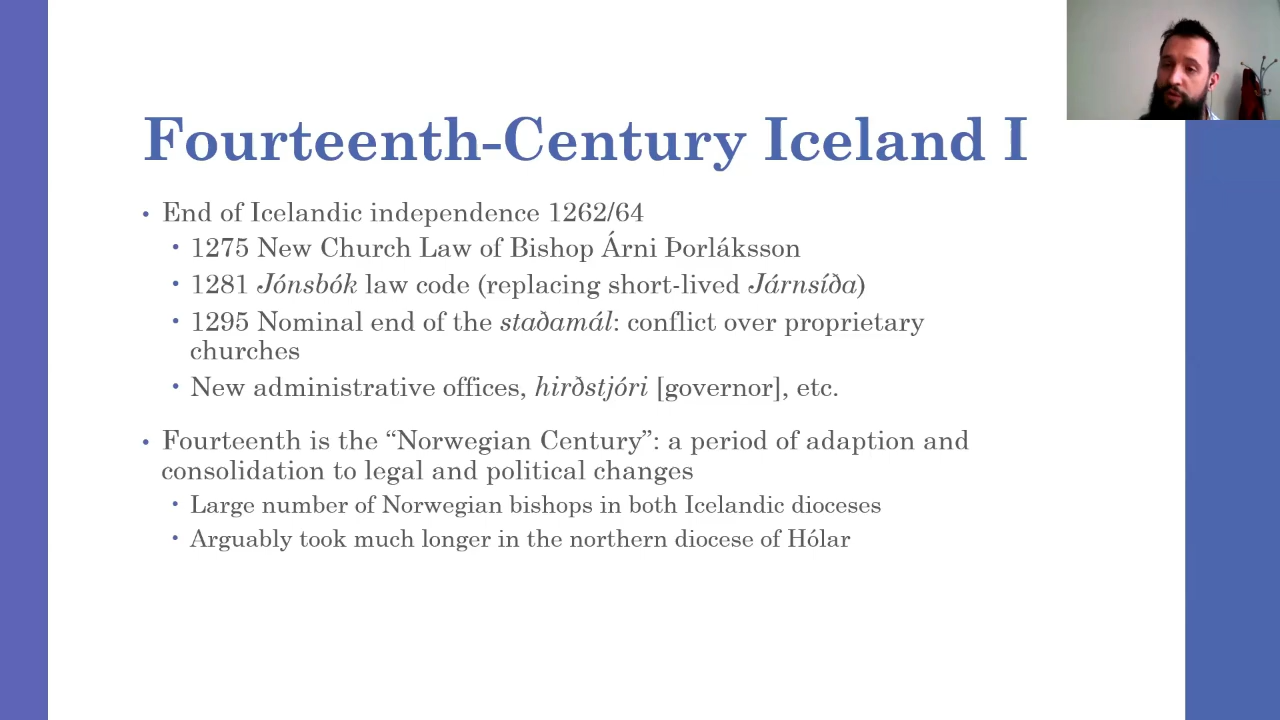 Fourteenth-Century Iceland I
• End of Icelandic independence 1262/64
• 1275 New Church Law of Bishop Árni Þorláksson
• 1281 Jónsbók law code (replacing short-lived Járnsíða)
• 1295 Nominal end of the staðamál: conflict over proprietary
churches
• New administrative offices, hirðstjóri [governor], etc.
• Fourteenth is the “Norwegian Century”: a period of adaption and
consolidation to legal and political changes
• Large number of Norwegian bishops in both Icelandic dioceses
• Arguably took much longer in the northern diocese of Hólar